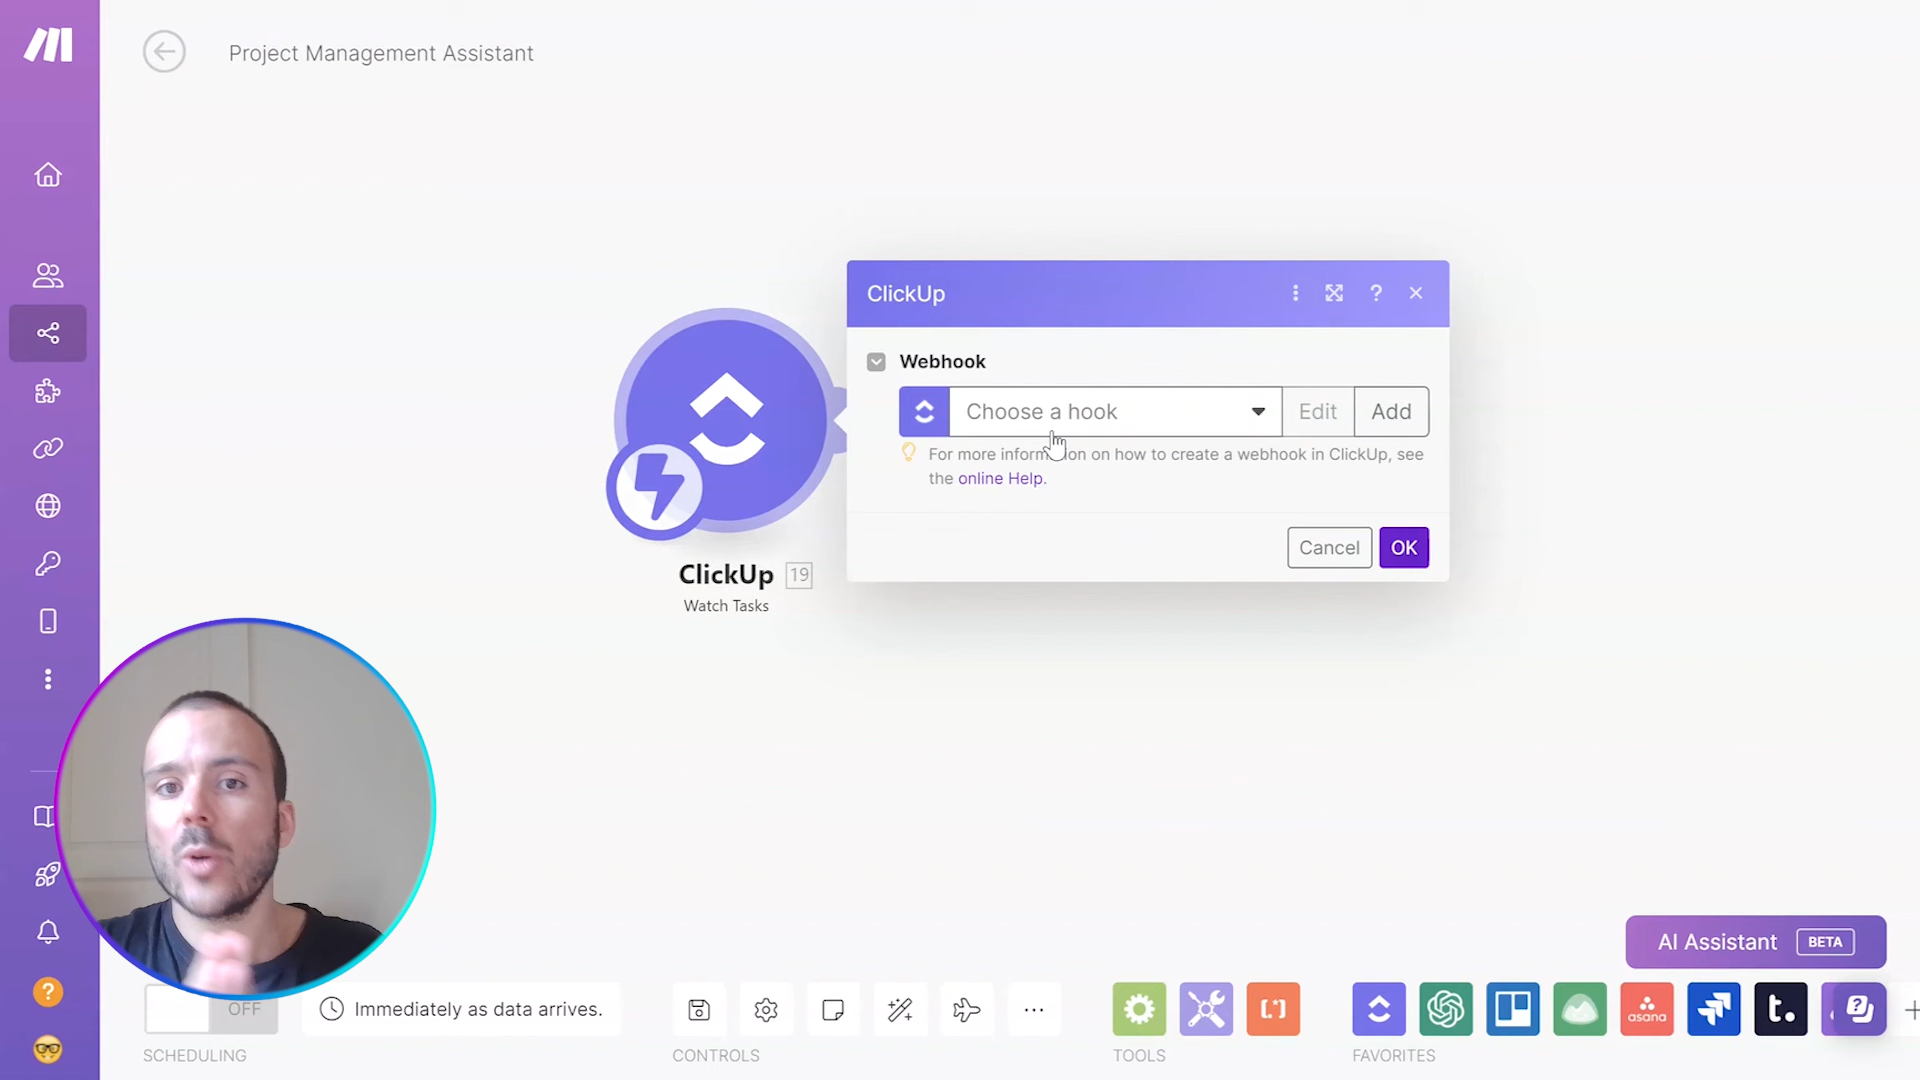 Project Management Assistant
ClickUp
?
Webhook
Choose a hook
Edit
Add
For more information on how to create a webhook in ClickUp, see
the online Help.
Cancel
OK
ClickUp 19
Watch Tasks
AI Assistant BETA
OFF
Immediately as data arrives.
asana
t.
SCHEDULING
CONTROLS
TOOLS
FAVORITES